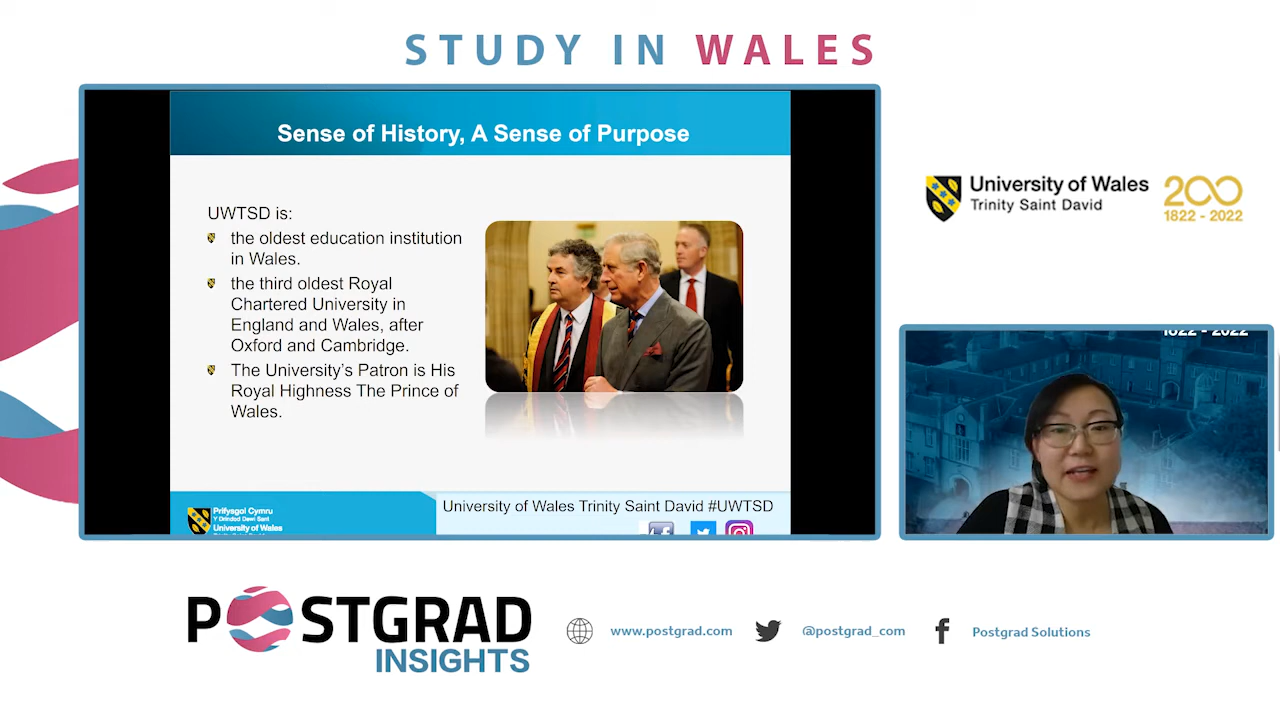 STUDY IN WALES
Sense of History, A Sense of Purpose
UWTSD is:
the oldest education institution
in Wales.
the third oldest Royal
Chartered University in
England and Wales, after
Oxford and Cambridge.
The University's Patron is His
Royal Highness The Prince of
Wales.
Prifysgol Cymru
Y Drindod Dewi Sant
University of Wales
University of Wales Trinity Saint David #UWTSD
University of Wales
Trinity Saint David
200
1822 - 2022
1822 - 2022
POSTGRAD
INSIGHTS
www.postgrad.com
@postgrad_com
Postgrad Solutions